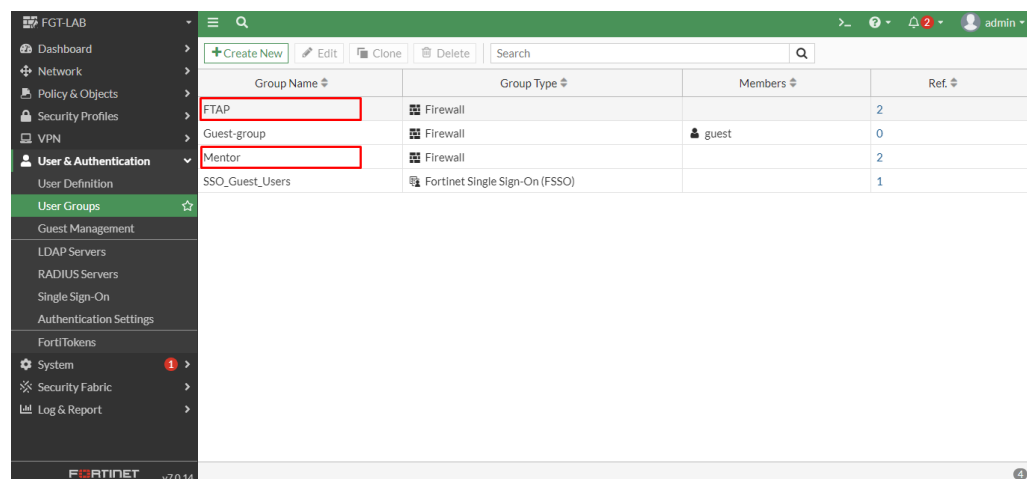 FGT-LAB
>_ 2 admin
Dashboard
Network
Policy & Objects
Security Profiles
VPN
User & Authentication
User Definition
User Groups
Guest Management
LDAP Servers
RADIUS Servers
Single Sign-On
Authentication Settings
FortiTokens
System 1
Security Fabric
Log & Report
FORTINET v7.0.14
+ Create New Edit Clone Delete Search
Group Name Group Type Members Ref.
FTAP Firewall 2
Guest-group Firewall guest 0
Mentor Firewall 2
SSO_Guest_Users Fortinet Single Sign-On (FSSO) 1
4